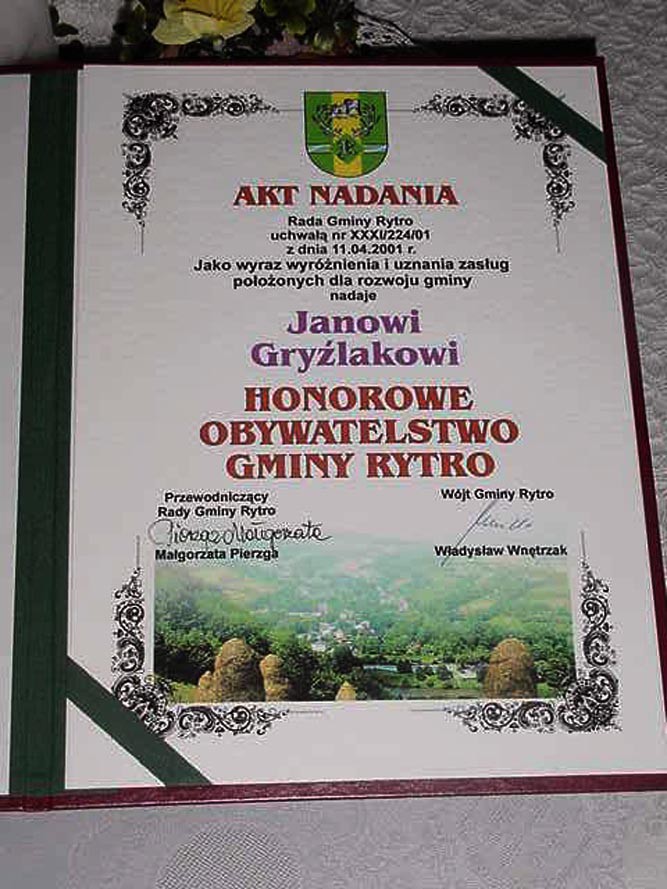 AKT NADANIA
Rada Gminy Rytro
uchwałą nr XXXI/224/01
z dnia 11.04.2001 r.
Jako wyraz wyróżnienia i uznania zasług
położonych dla rozwoju gminy
nadaje
Janowi
Gryźlakowi
HONOROWE
OBYWATELSTWO
GMINY RYTRO
Przewodniczący
Rady Gminy Rytro
Pierzga Małgorzata
Małgorzata Pierzga
Wójt Gminy Rytro
Władysław Wnętrzak